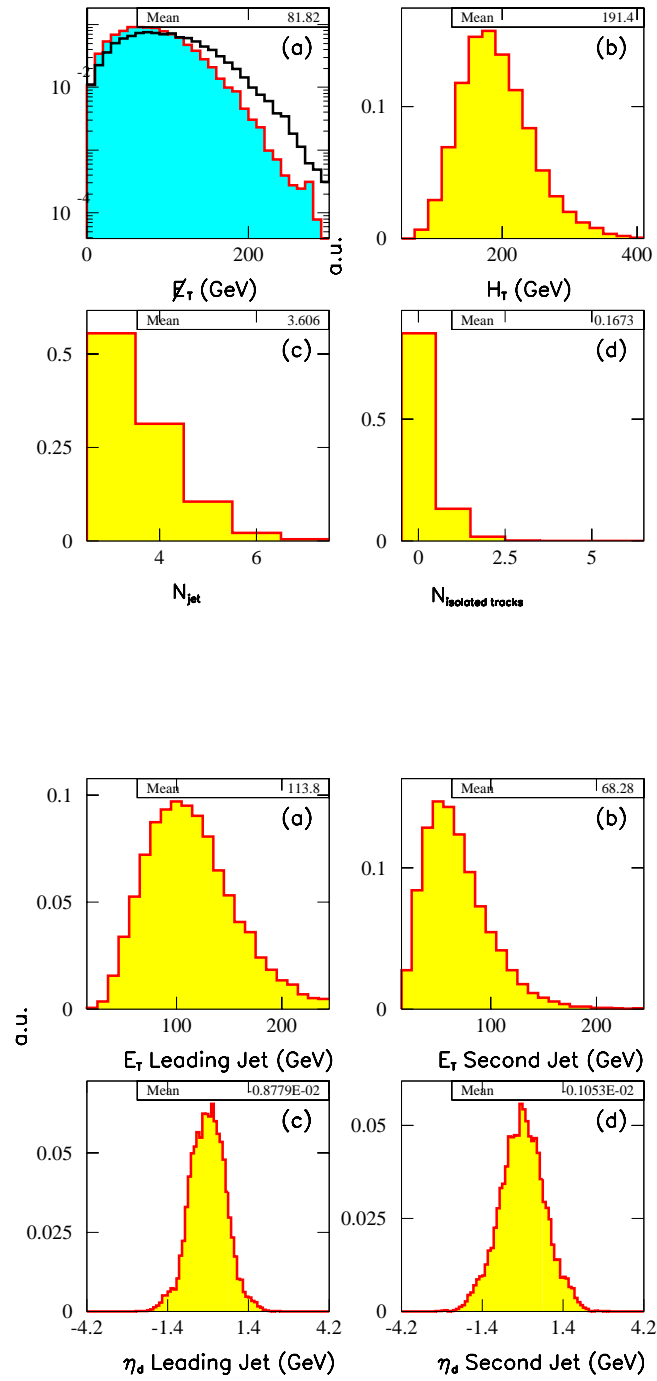 Mean 81.82
(a)
10 -2
10 -4
0 200
E̸T (GeV)
a.u.
Mean 191.4
(b)
0.1
0
200 400
HT (GeV)
Mean 3.606
(c)
0.5
0.25
0
4 6
Njet
Mean 0.1673
(d)
0.5
0
0 2.5 5
Nisolated tracks
Mean 113.8
(a)
0.1
0.05
0
100 200
ET Leading Jet (GeV)
a.u.
Mean 68.28
(b)
0.1
0
100 200
ET Second Jet (GeV)
Mean -0.8779E-02
(c)
0.05
0.025
0
-4.2 -1.4 1.4 4.2
ηd Leading Jet (GeV)
Mean -0.1053E-02
(d)
0.05
0.025
0
-4.2 -1.4 1.4 4.2
ηd Second Jet (GeV)